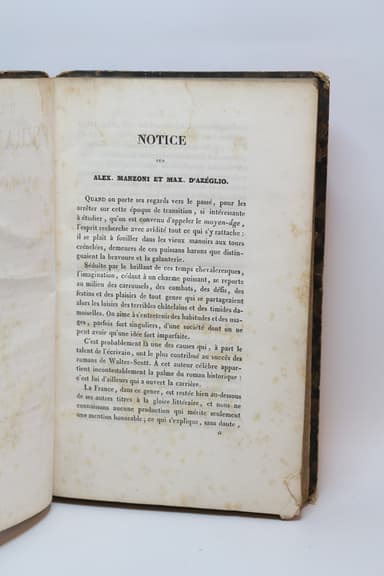 NOTICE
SUR
ALEX. MANZONI ET MAX. D'AZÉGLIO.
QUAND on porte ses regards vers le passé, pour les
arrêter sur cette époque de transition, si intéressante
à étudier, qu'on est convenu d'appeler le moyen-âge,
l'esprit recherche avec avidité tout ce qui s'y rattache:
il se plaît à fouiller dans les vieux manoirs aux tours
crénelées, demeures de ces puissans barons que distin-
guaient la bravoure et la galanterie.
Séduite par le brillant de ces temps chevaleresques,
l'imagination, cédant à un charme puissant, se reporte
au milieu des carrousels, des combats, des défis, des
festins et des plaisirs de tout genre qui se partageaient
alors les loisirs des terribles châtelains et des timides da-
moiselles. On aime à s'entretenir des habitudes et des usa-
ges, parfois fort singuliers, d'une société dont on ne
peut avoir qu'une idée fort imparfaite.
C'est probablement là une des causes qui, à part le
talent de l'écrivain, ont le plus contribué au succès des
romans de Walter-Scott. A cet auteur célèbre appar-
tient incontestablement la palme du roman historique:
c'est lui d'ailleurs qui a ouvert la carrière.
La France, dans ce genre, est restée bien au-dessous
de ses autres titres à la gloire littéraire, et nous ne
connaissons aucune production qui mérite seulement
une mention honorable; ce qui s'explique, sans doute,
a